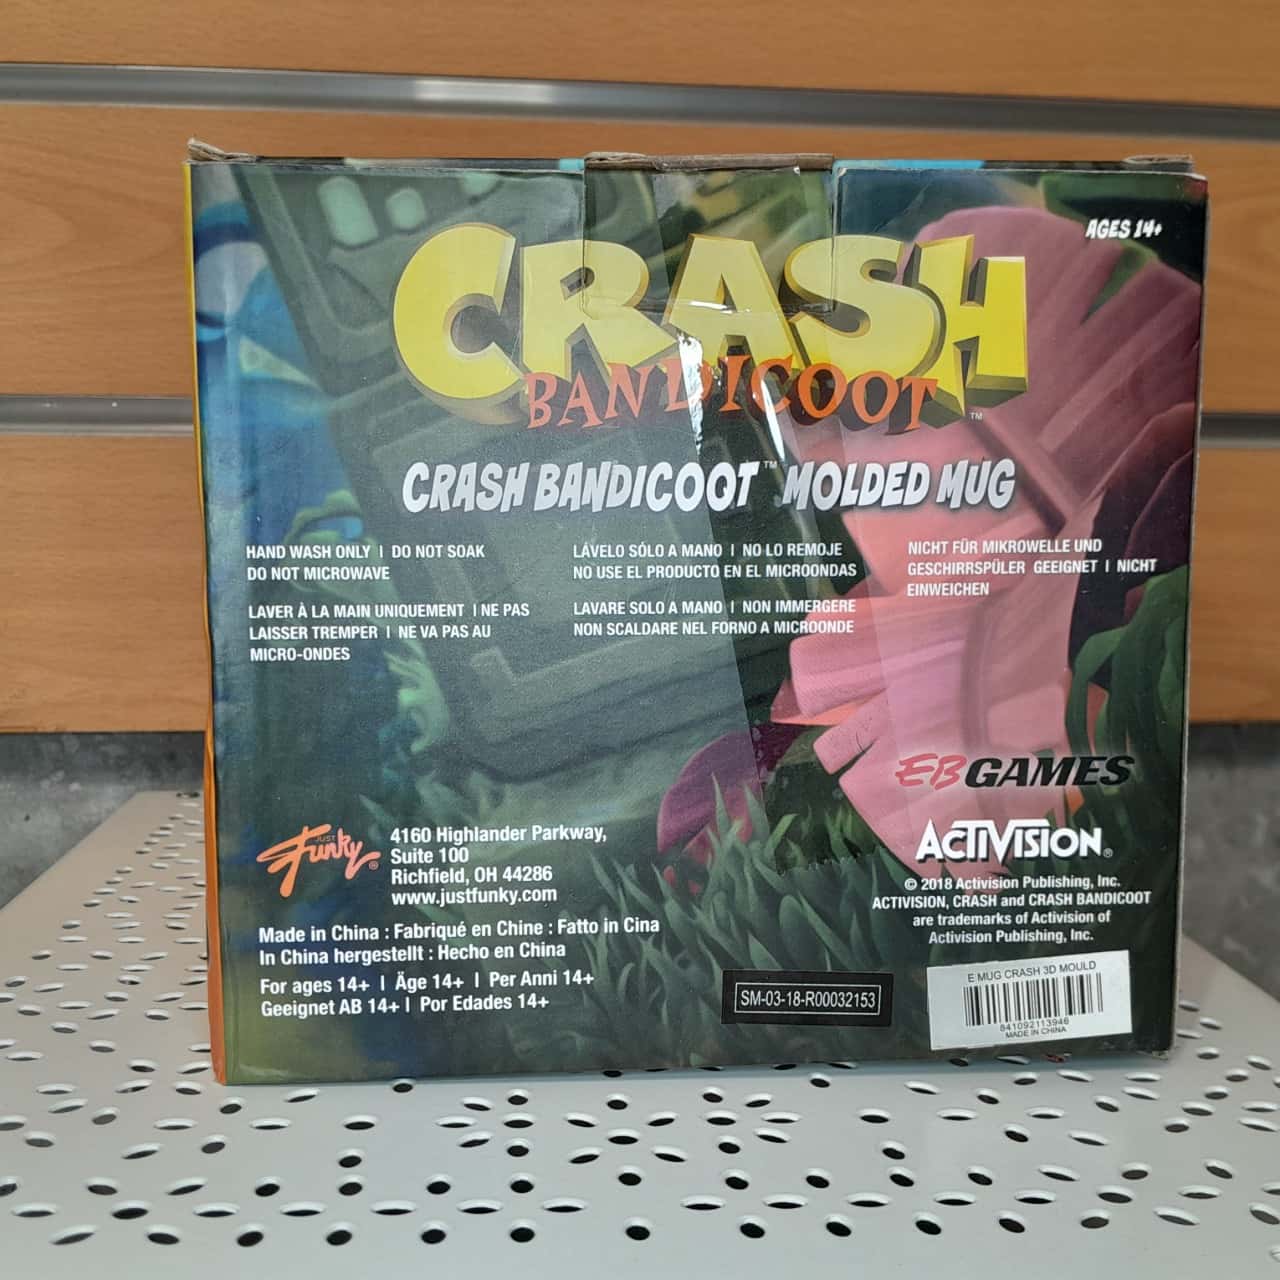 AGES 14+
CRASH
BANDICOOT™
CRASH BANDICOOT™ MOLDED MUG
HAND WASH ONLY | DO NOT SOAK
DO NOT MICROWAVE
LAVER À LA MAIN UNIQUEMENT | NE PAS
LAISSER TREMPER | NE VA PAS AU
MICRO-ONDES
LÁVELO SÓLO A MANO | NO LO REMOJE
NO USE EL PRODUCTO EN EL MICROONDAS
LAVARE SOLO A MANO | NON IMMERGERE
NON SCALDARE NEL FORNO A MICROONDE
NICHT FÜR MIKROWELLE UND
GESCHIRRSPÜLER GEEIGNET | NICHT
EINWEICHEN
EBGAMES
JUST
Funky®
4160 Highlander Parkway,
Suite 100
Richfield, OH 44286
www.justfunky.com
ACTIVISION®
© 2018 Activision Publishing, Inc.
ACTIVISION, CRASH and CRASH BANDICOOT
are trademarks of Activision of
Activision Publishing, Inc.
Made in China : Fabriqué en Chine : Fatto in Cina
In China hergestellt : Hecho en China
For ages 14+ | Äge 14+ | Per Anni 14+
Geeignet AB 14+ | Por Edades 14+
SM-03-18-R00032153
E MUG CRASH 3D MOULD
841092113946
MADE IN CHINA